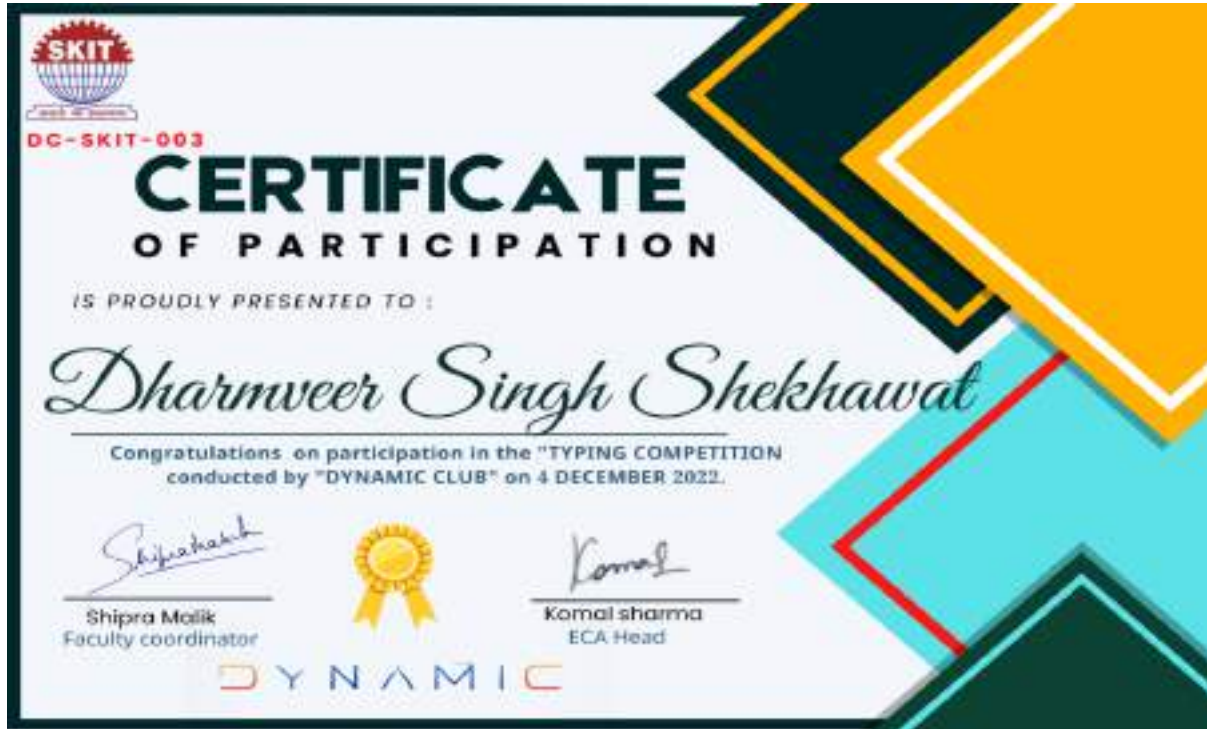 SKIT
DC-SKIT-003
CERTIFICATE
OF PARTICIPATION
IS PROUDLY PRESENTED TO :
Dharmveer Singh Shekhawat
Congratulations on participation in the "TYPING COMPETITION
conducted by "DYNAMIC CLUB" on 4 DECEMBER 2022.
Komal
Shipra Malik
Komal sharma
Faculty coordinator
ECA Head
DYNAMIC